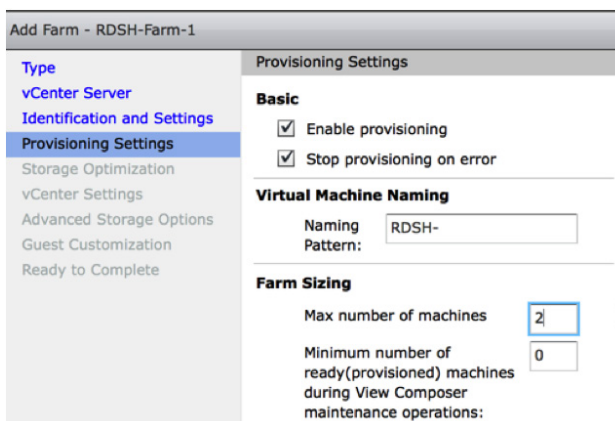 Add Farm - RDSH-Farm-1
Type
vCenter Server
Identification and Settings
Provisioning Settings
Storage Optimization
vCenter Settings
Advanced Storage Options
Guest Customization
Ready to Complete
Provisioning Settings
Basic
Enable provisioning
Stop provisioning on error
Virtual Machine Naming
Naming
Pattern:
RDSH-
Farm Sizing
Max number of machines
2
Minimum number of
ready(provisioned) machines
during View Composer
maintenance operations:
0